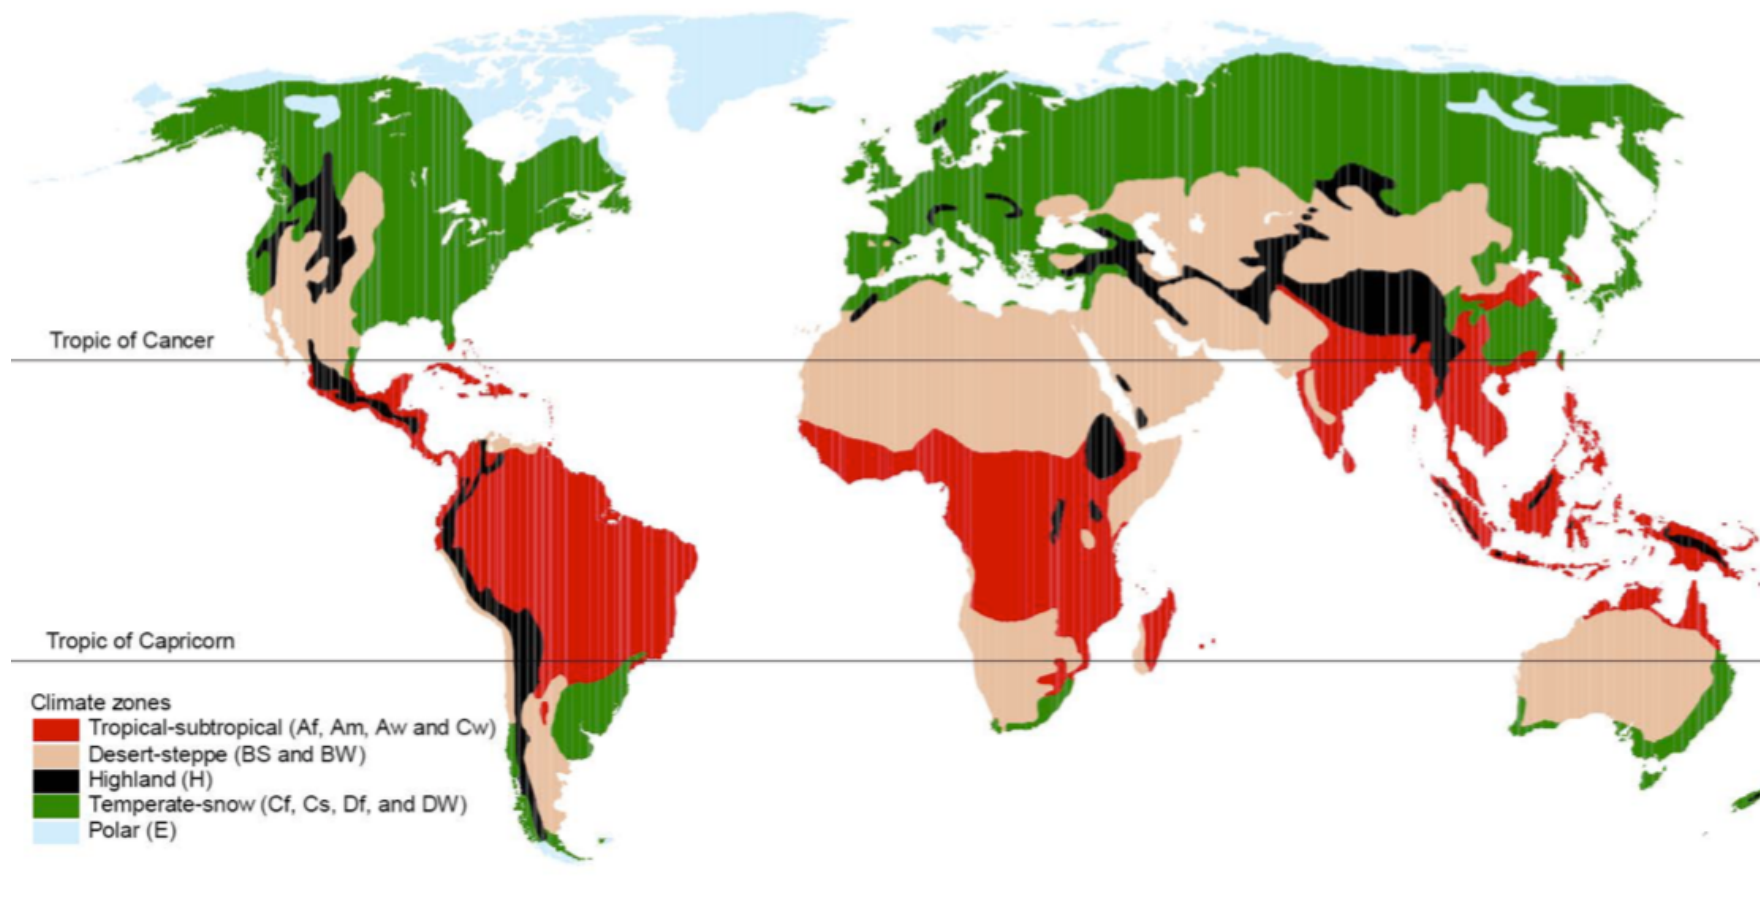 Tropic of Cancer
Tropic of Capricorn
Climate zones
Tropical-subtropical (Af, Am, Aw and Cw)
Desert-steppe (BS and BW)
Highland (H)
Temperate-snow (Cf, Cs, Df, and DW)
Polar (E)